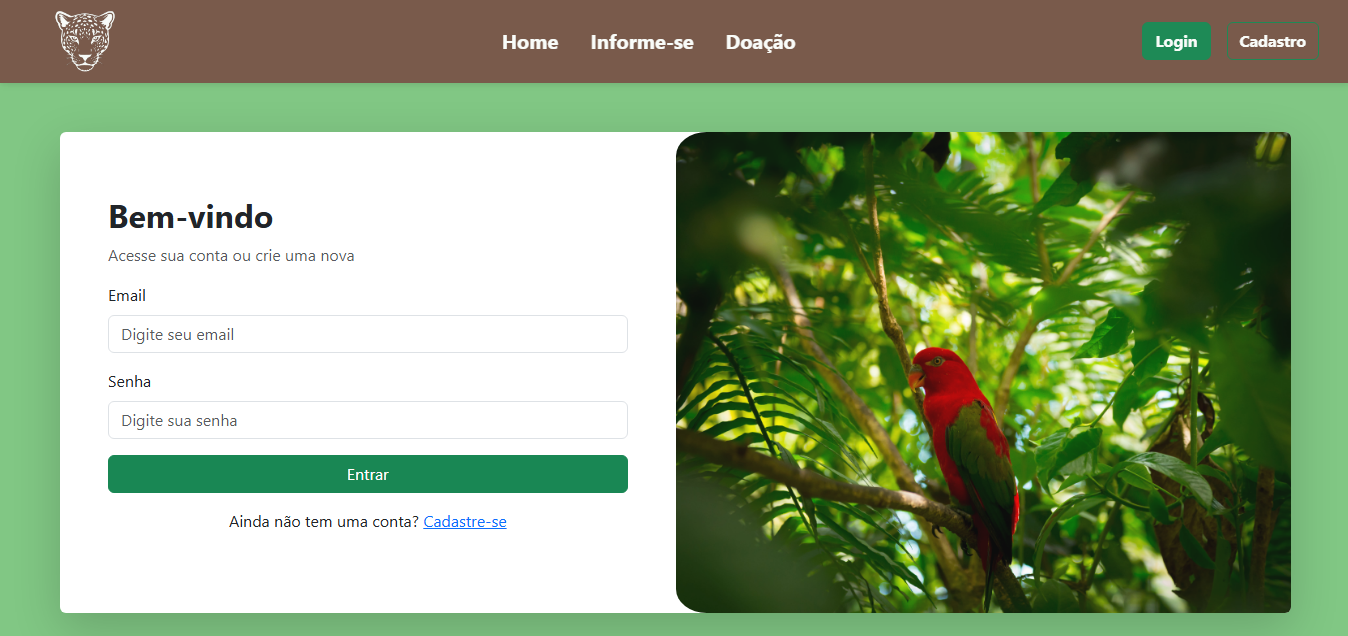 Home Informe-se Doação Login Cadastro
Bem-vindo
Acesse sua conta ou crie uma nova
Email
Digite seu email
Senha
Digite sua senha
Entrar
Ainda não tem uma conta? Cadastre-se